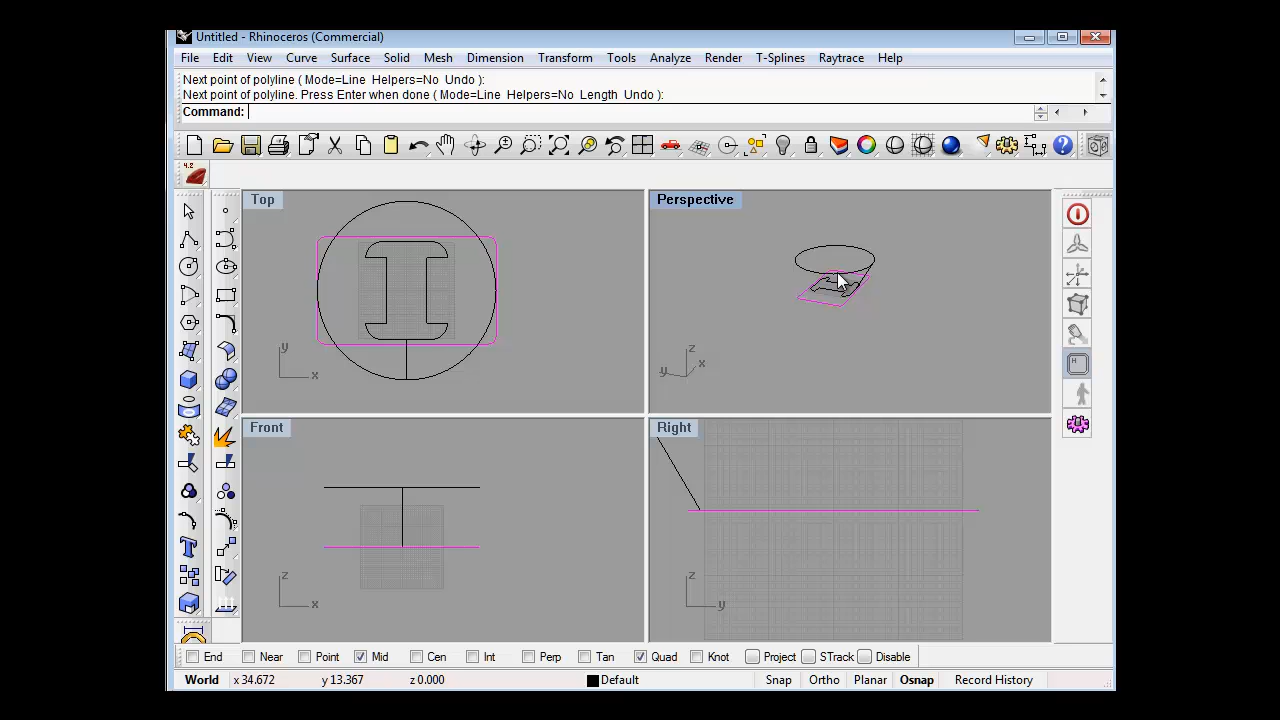 Untitled - Rhinoceros (Commercial)
File Edit View Curve Surface Solid Mesh Dimension Transform Tools Panels Analyze Render T-Splines Raytrace Help
Next point of polyline ( Mode=Line Helpers=No Undo ):
Next point of polyline. Press Enter when done ( Mode=Line Helpers=No Length Undo ):
Command:
4.2
Top
Perspective
y
x
z
x
y
Front
Right
z
x
z
y
H
End Near Point Mid Cen Int Perp Tan Quad Knot Project STrack Disable
World x 34.672 y 13.367 z 0.000 Default Snap Ortho Planar Osnap Record History